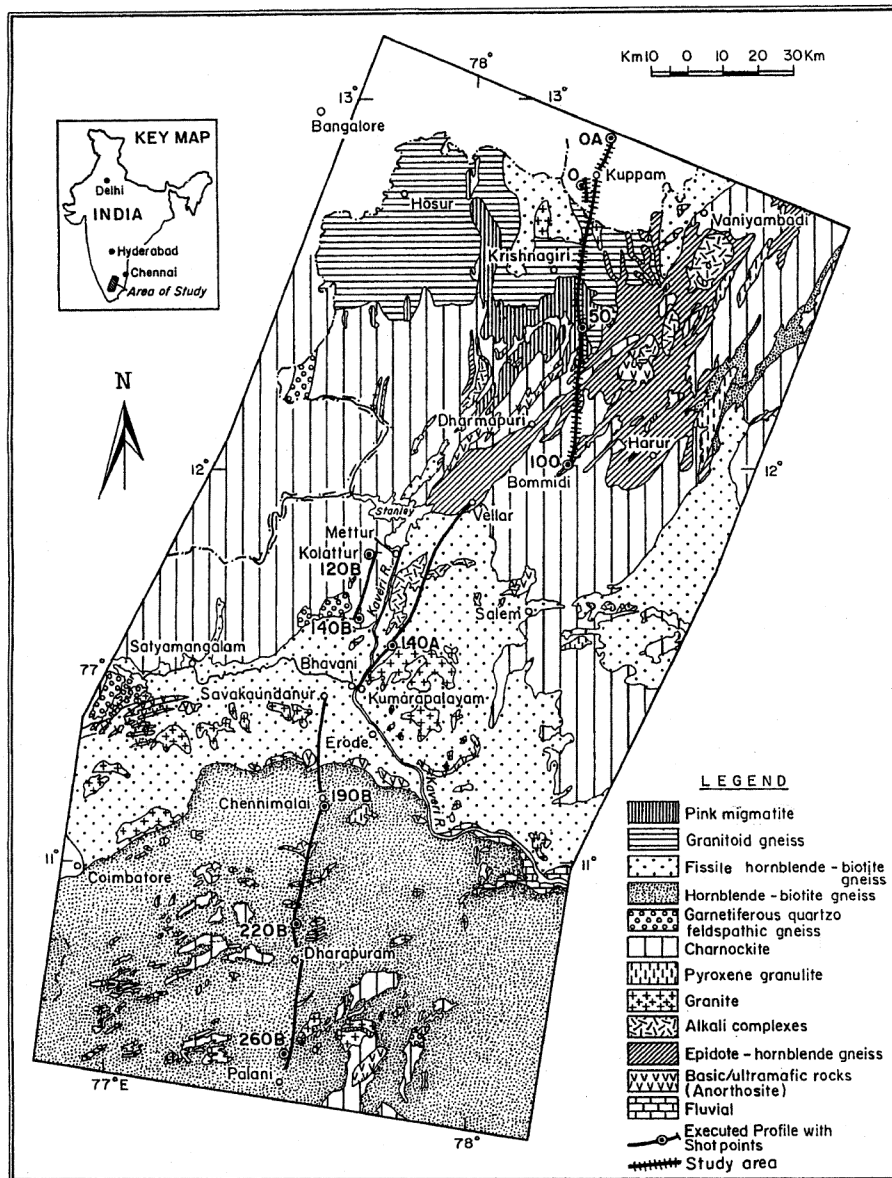 Km10 0 10 20 30Km
78°
13°
13°
Bangalore
OA
KEY MAP
Delhi
INDIA
Hyderabad
Chennai
Area of Study
O
Kuppam
Hosur
Vaniyambadi
Krishnagiri
50
N
Dharmapuri
Harur
100
Bommidi
12°
12°
Stanley
Vellar
Mettur
Kolattur
120B
Kaveri R.
Salem
140B
140A
Satyamangalam
77°
Bhavani
Savakaundanur
Kumarapalayam
Erode
Chennimalai
190B
Kaveri R.
11°
11°
Coimbatore
220B
Dharapuram
260B
Palani
77°E
78°
LEGEND
Pink migmatite
Granitoid gneiss
Fissile hornblende - biotite
gneiss
Hornblende - biotite gneiss
Garnetiferous quartzo
feldspathic gneiss
Charnockite
Pyroxene granulite
Granite
Alkali complexes
Epidote - hornblende gneiss
Basic/ultramafic rocks
(Anorthosite)
Fluvial
Executed Profile with
Shot points
Study area